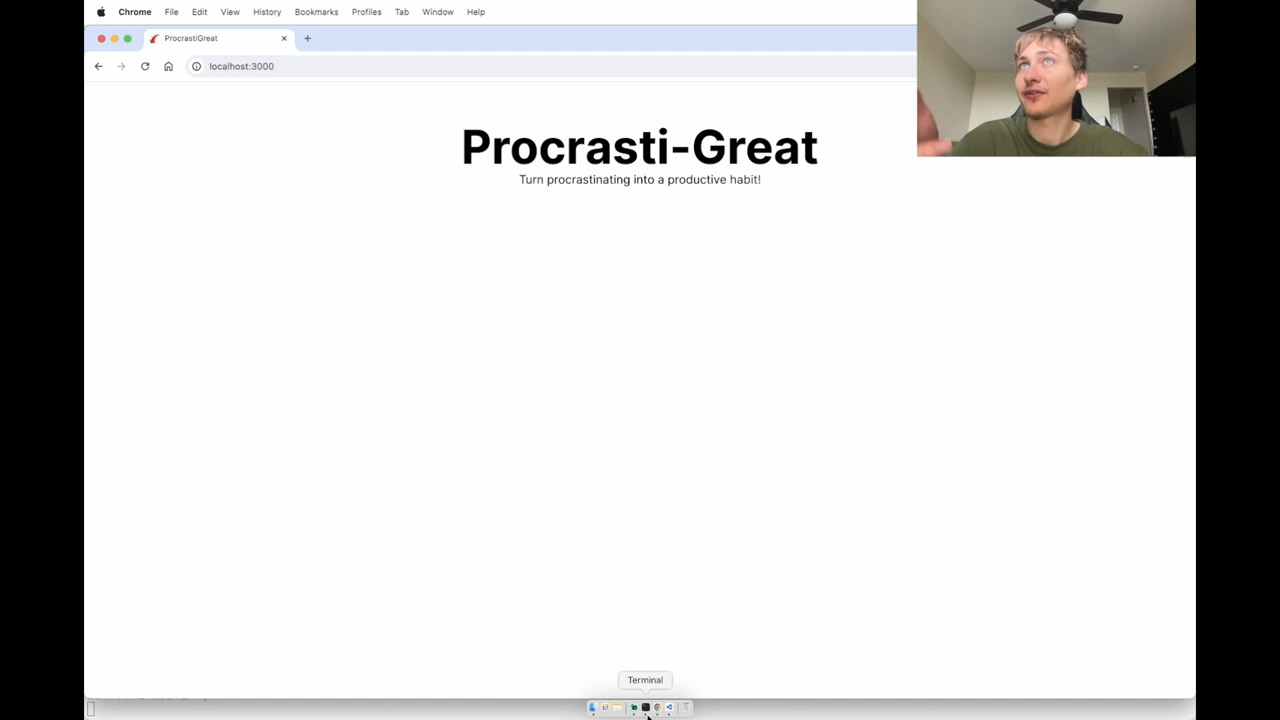 Chrome File Edit View History Bookmarks Profiles Tab Window Help
ProcrastiGreat
localhost:3000
Procrasti-Great
Turn procrastinating into a productive habit!
Terminal